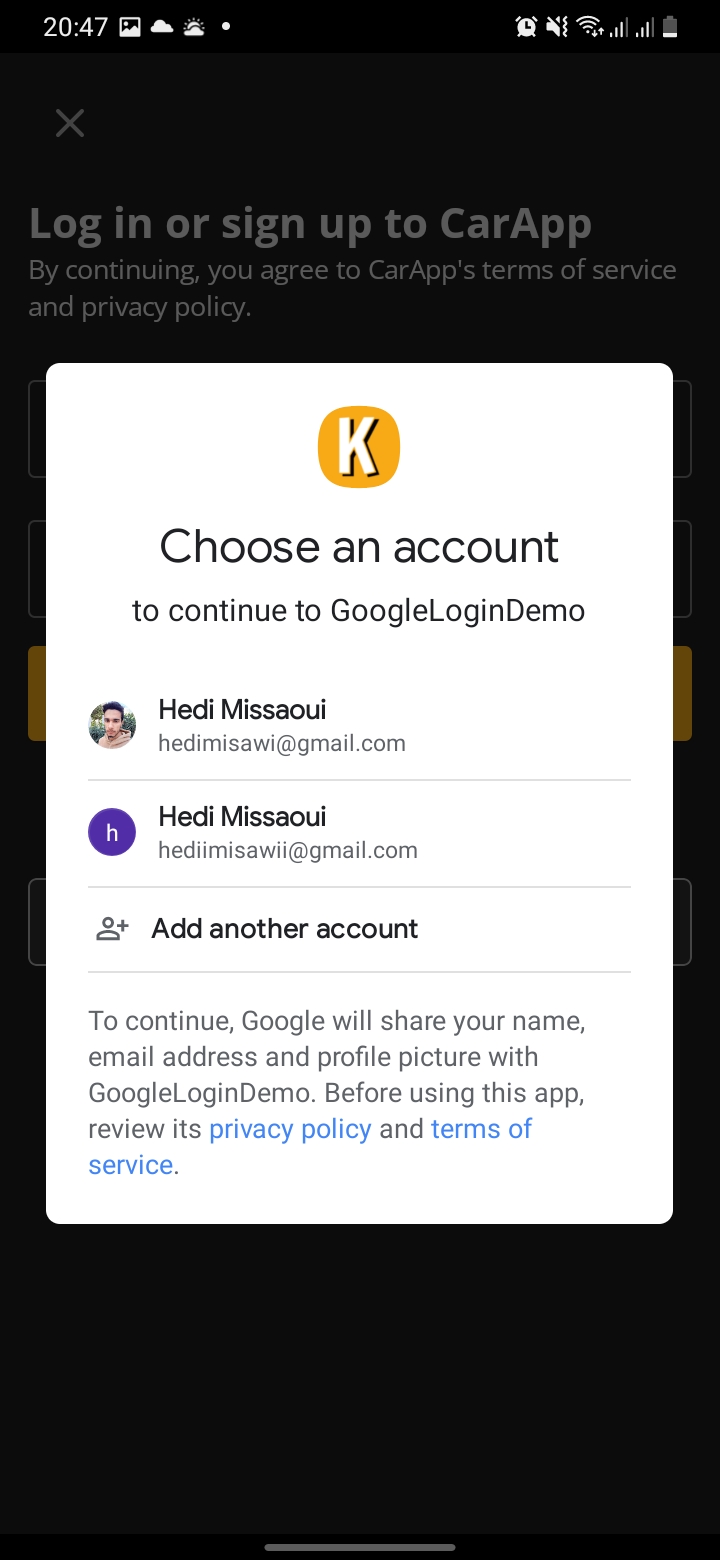 20:47
Log in or sign up to CarApp
By continuing, you agree to CarApp's terms of service
and privacy policy.
K
Choose an account
to continue to GoogleLoginDemo
Hedi Missaoui
hedimisawi@gmail.com
h
Hedi Missaoui
hediimisawii@gmail.com
Add another account
To continue, Google will share your name,
email address and profile picture with
GoogleLoginDemo. Before using this app,
review its privacy policy and terms of
service.